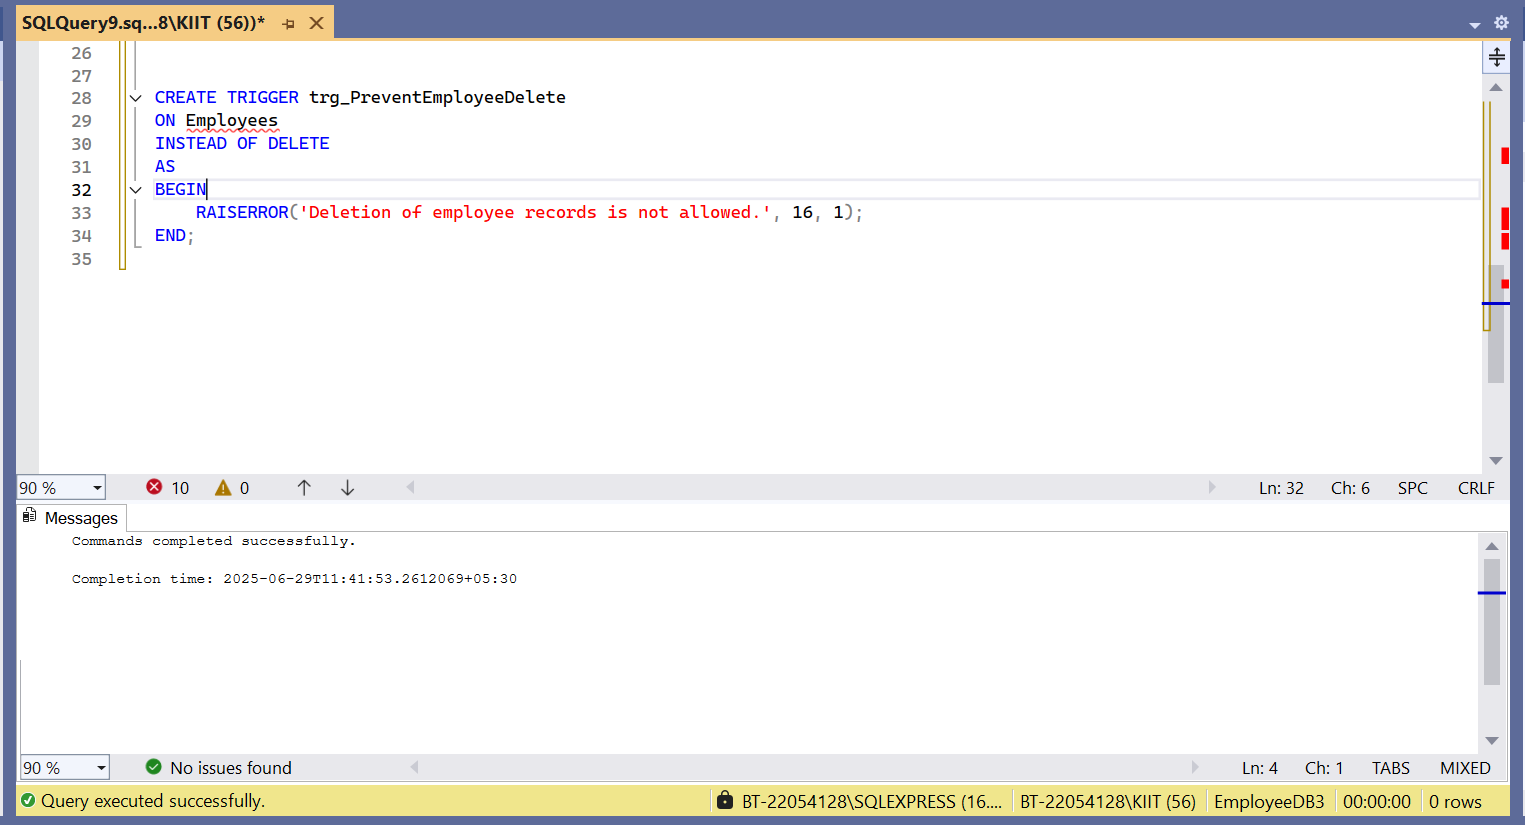 SQLQuery9.sq...8\KIIT (56))*
26
27
28 CREATE TRIGGER trg_PreventEmployeeDelete
29 ON Employees
30 INSTEAD OF DELETE
31 AS
32 BEGIN
33 RAISERROR('Deletion of employee records is not allowed.', 16, 1);
34 END;
35
90 % 10 0 Ln: 32 Ch: 6 SPC CRLF
Messages
Commands completed successfully.
Completion time: 2025-06-29T11:41:53.2612069+05:30
90 % No issues found Ln: 4 Ch: 1 TABS MIXED
Query executed successfully. BT-22054128\SQLEXPRESS (16.... BT-22054128\KIIT (56) EmployeeDB3 00:00:00 0 rows